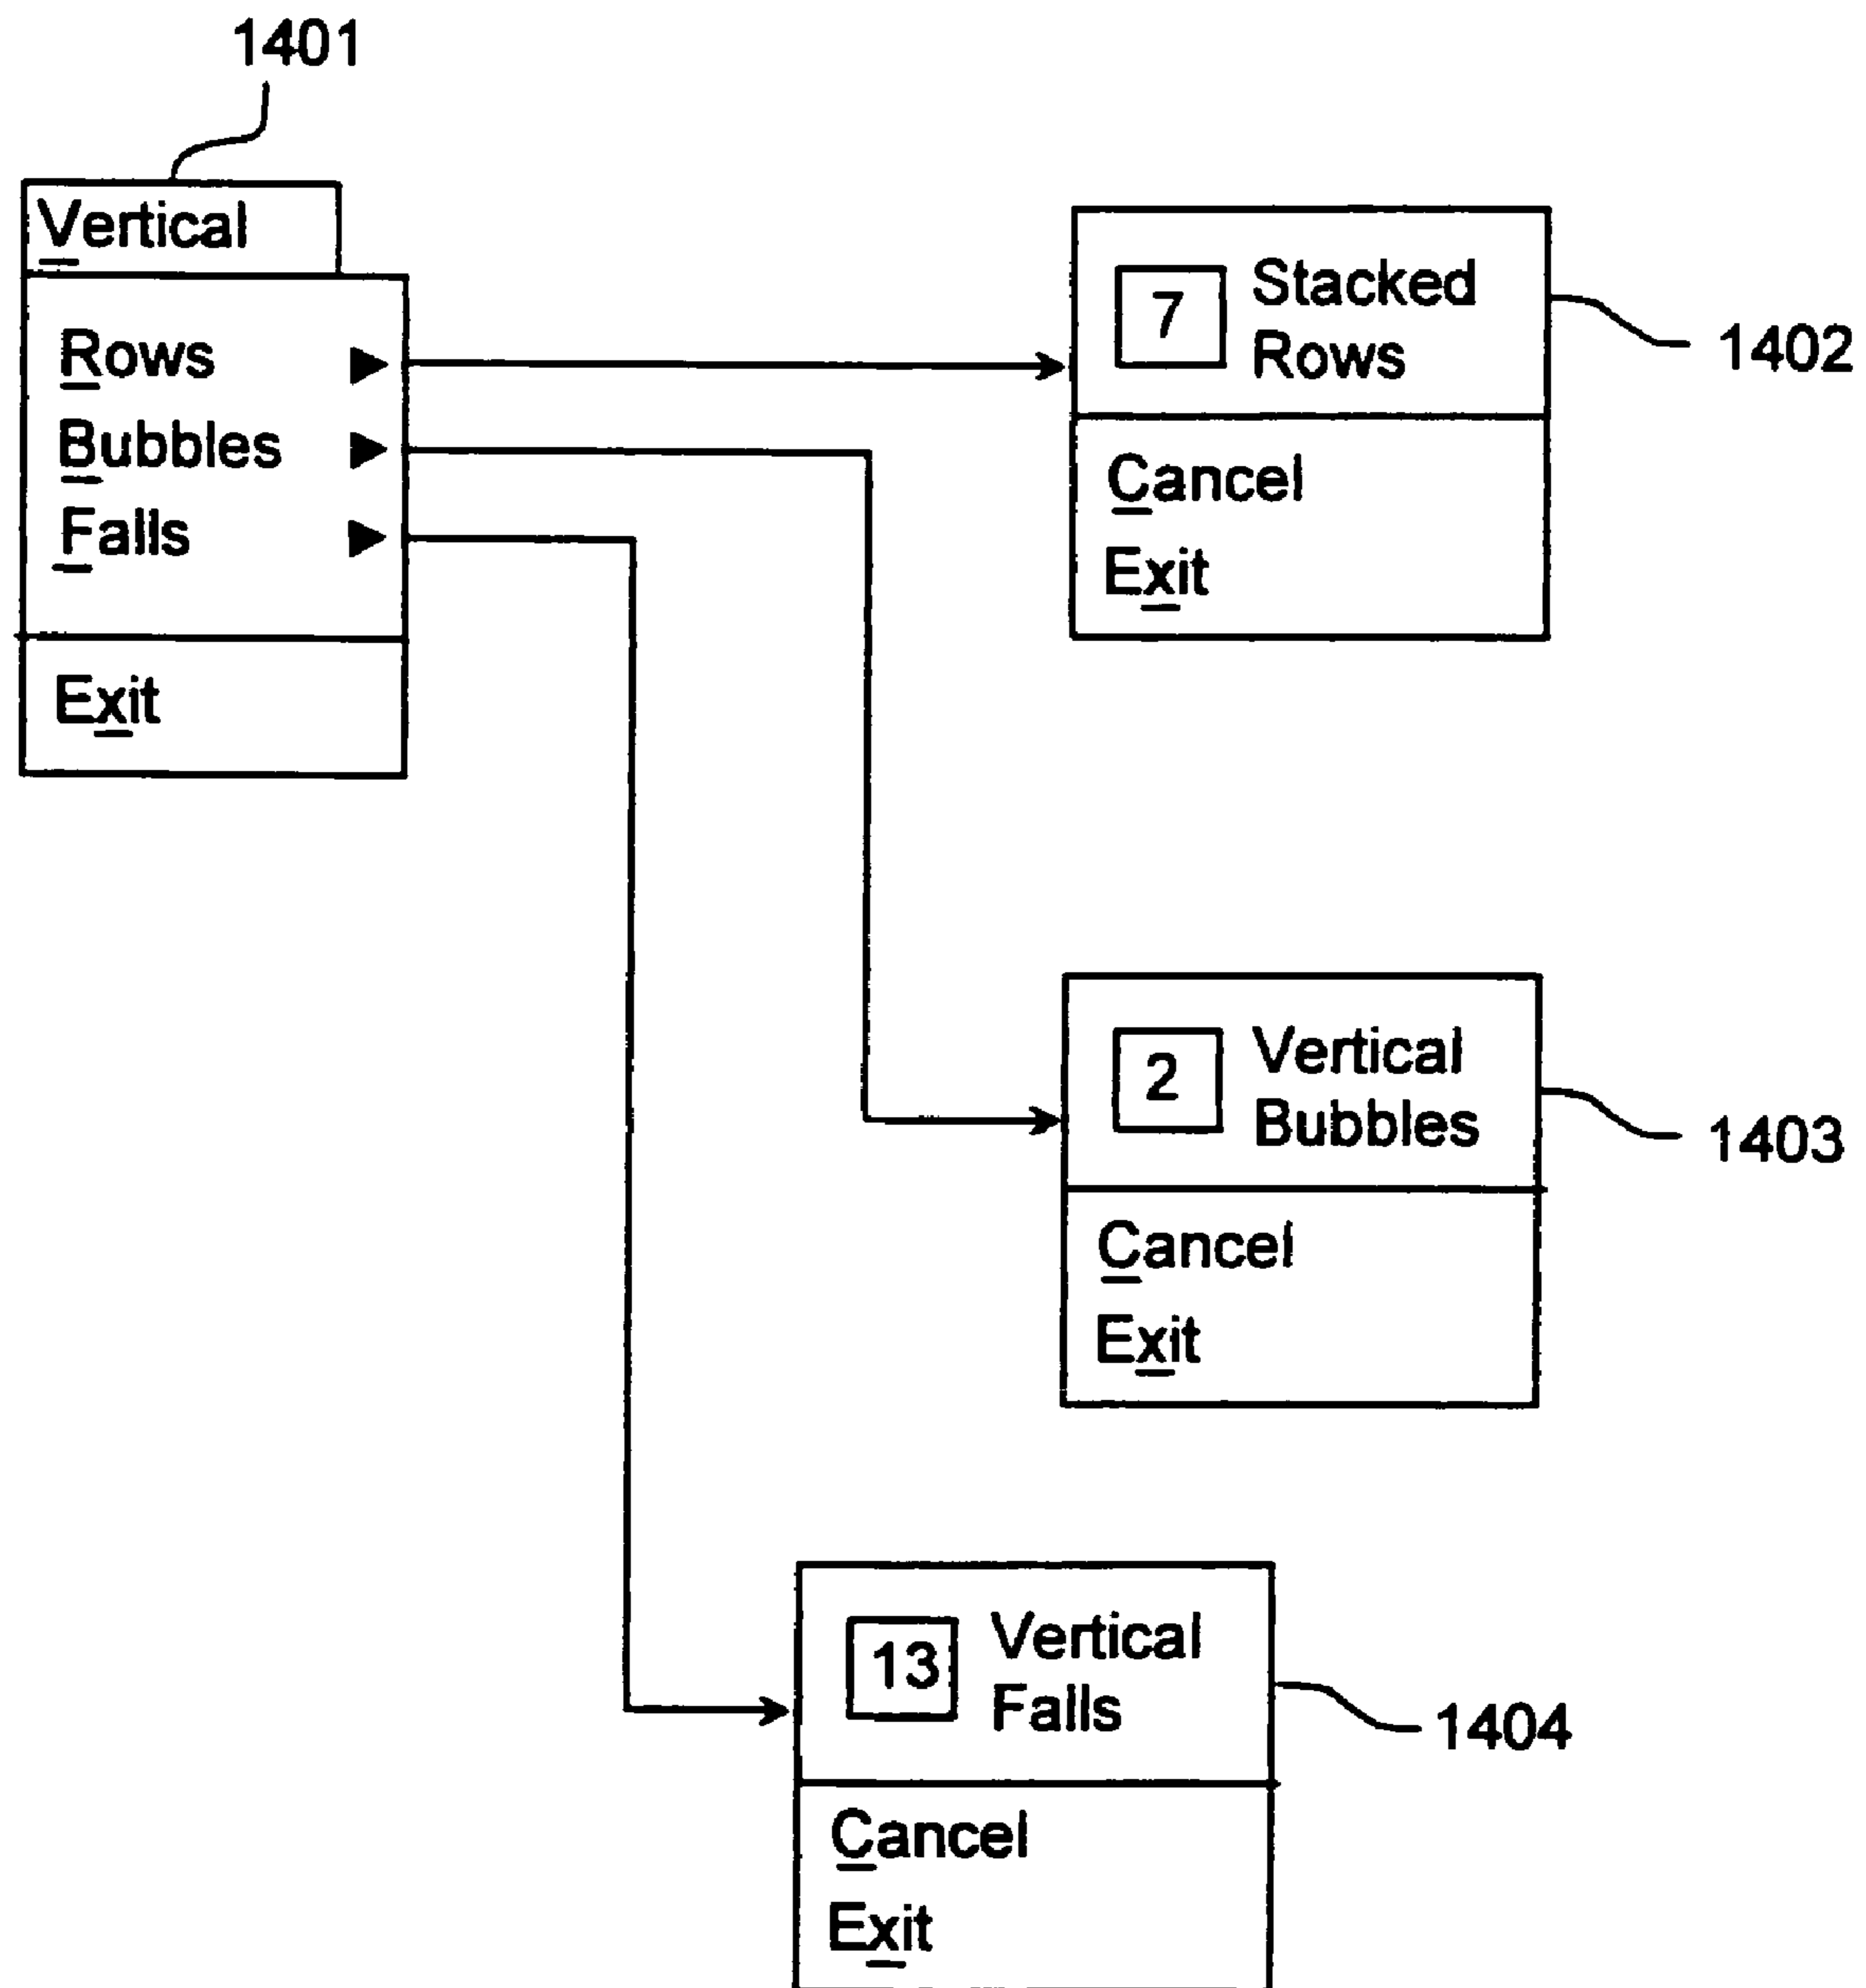 1401
Vertical
Rows
Bubbles
Falls
Exit
7 Stacked
Rows
Cancel
Exit
1402
2 Vertical
Bubbles
Cancel
Exit
1403
13 Vertical
Falls
Cancel
Exit
1404